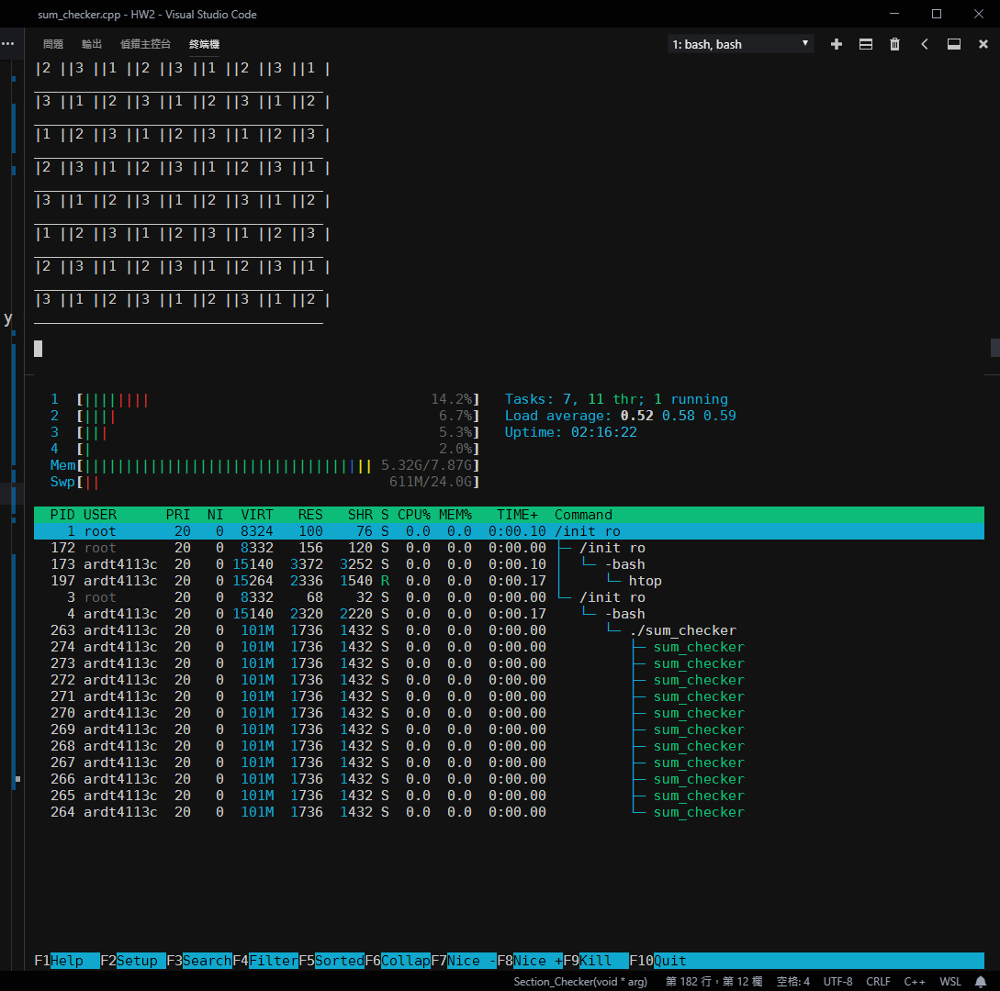 sum_checker.cpp - HW2 - Visual Studio Code
••• 問題 輸出 偵錯主控台 終端機 1: bash, bash
|2 ||3 ||1 ||2 ||3 ||1 ||2 ||3 ||1 |
___________________________________
|3 ||1 ||2 ||3 ||1 ||2 ||3 ||1 ||2 |
___________________________________
|1 ||2 ||3 ||1 ||2 ||3 ||1 ||2 ||3 |
___________________________________
|2 ||3 ||1 ||2 ||3 ||1 ||2 ||3 ||1 |
___________________________________
|3 ||1 ||2 ||3 ||1 ||2 ||3 ||1 ||2 |
___________________________________
|1 ||2 ||3 ||1 ||2 ||3 ||1 ||2 ||3 |
___________________________________
|2 ||3 ||1 ||2 ||3 ||1 ||2 ||3 ||1 |
___________________________________
|3 ||1 ||2 ||3 ||1 ||2 ||3 ||1 ||2 |
___________________________________
y
1 [|||||||| 14.2%] Tasks: 7, 11 thr; 1 running
2 [|||| 6.7%] Load average: 0.52 0.58 0.59
3 [||| 5.3%] Uptime: 02:16:22
4 [| 2.0%]
Mem[||||||||||||||||||||||||||||||||||| 5.32G/7.87G]
Swp[|| 611M/24.0G]
PID USER PRI NI VIRT RES SHR S CPU% MEM% TIME+ Command
1 root 20 0 8324 100 76 S 0.0 0.0 0:00.10 /init ro
172 root 20 0 8332 156 120 S 0.0 0.0 0:00.00 ├─ /init ro
173 ardt4113c 20 0 15140 3372 3252 S 0.0 0.0 0:00.10 │ └─ -bash
197 ardt4113c 20 0 15264 2336 1540 R 0.0 0.0 0:00.17 │ └─ htop
3 root 20 0 8332 68 32 S 0.0 0.0 0:00.00 └─ /init ro
4 ardt4113c 20 0 15140 2320 2220 S 0.0 0.0 0:00.17 └─ -bash
263 ardt4113c 20 0 101M 1736 1432 S 0.0 0.0 0:00.00 └─ ./sum_checker
274 ardt4113c 20 0 101M 1736 1432 S 0.0 0.0 0:00.00 ├─ sum_checker
273 ardt4113c 20 0 101M 1736 1432 S 0.0 0.0 0:00.00 ├─ sum_checker
272 ardt4113c 20 0 101M 1736 1432 S 0.0 0.0 0:00.00 ├─ sum_checker
271 ardt4113c 20 0 101M 1736 1432 S 0.0 0.0 0:00.00 ├─ sum_checker
270 ardt4113c 20 0 101M 1736 1432 S 0.0 0.0 0:00.00 ├─ sum_checker
269 ardt4113c 20 0 101M 1736 1432 S 0.0 0.0 0:00.00 ├─ sum_checker
268 ardt4113c 20 0 101M 1736 1432 S 0.0 0.0 0:00.00 ├─ sum_checker
267 ardt4113c 20 0 101M 1736 1432 S 0.0 0.0 0:00.00 ├─ sum_checker
266 ardt4113c 20 0 101M 1736 1432 S 0.0 0.0 0:00.00 ├─ sum_checker
265 ardt4113c 20 0 101M 1736 1432 S 0.0 0.0 0:00.00 ├─ sum_checker
264 ardt4113c 20 0 101M 1736 1432 S 0.0 0.0 0:00.00 └─ sum_checker
F1Help F2Setup F3SearchF4FilterF5SortedF6CollapF7Nice -F8Nice +F9Kill F10Quit
Section_Checker(void * arg) 第 182 行，第 12 欄 空格: 4 UTF-8 CRLF C++ WSL